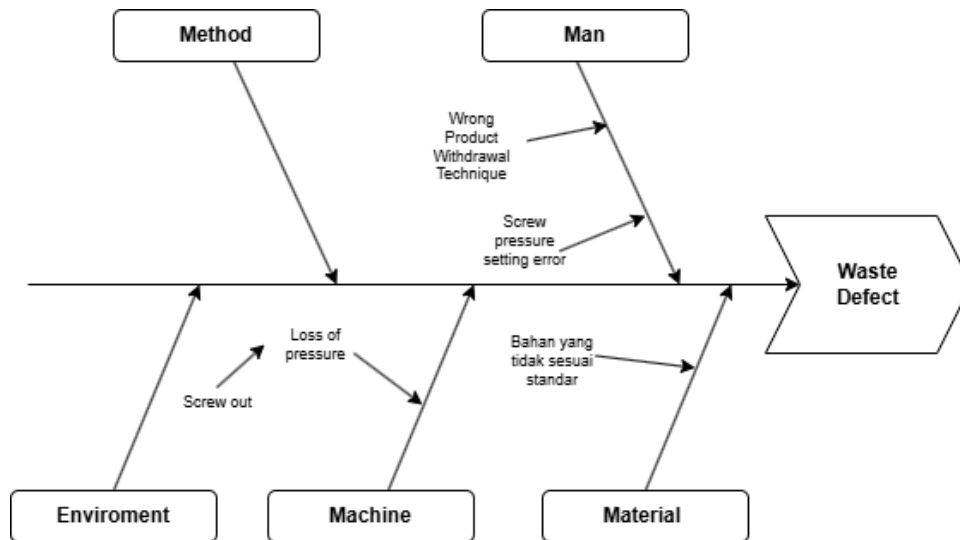 Method
Man
Wrong
Product
Withdrawal
Technique
Screw
pressure
setting error
Waste
Defect
Loss of
pressure
Screw out
Bahan yang
tidak sesuai
standar
Enviroment
Machine
Material